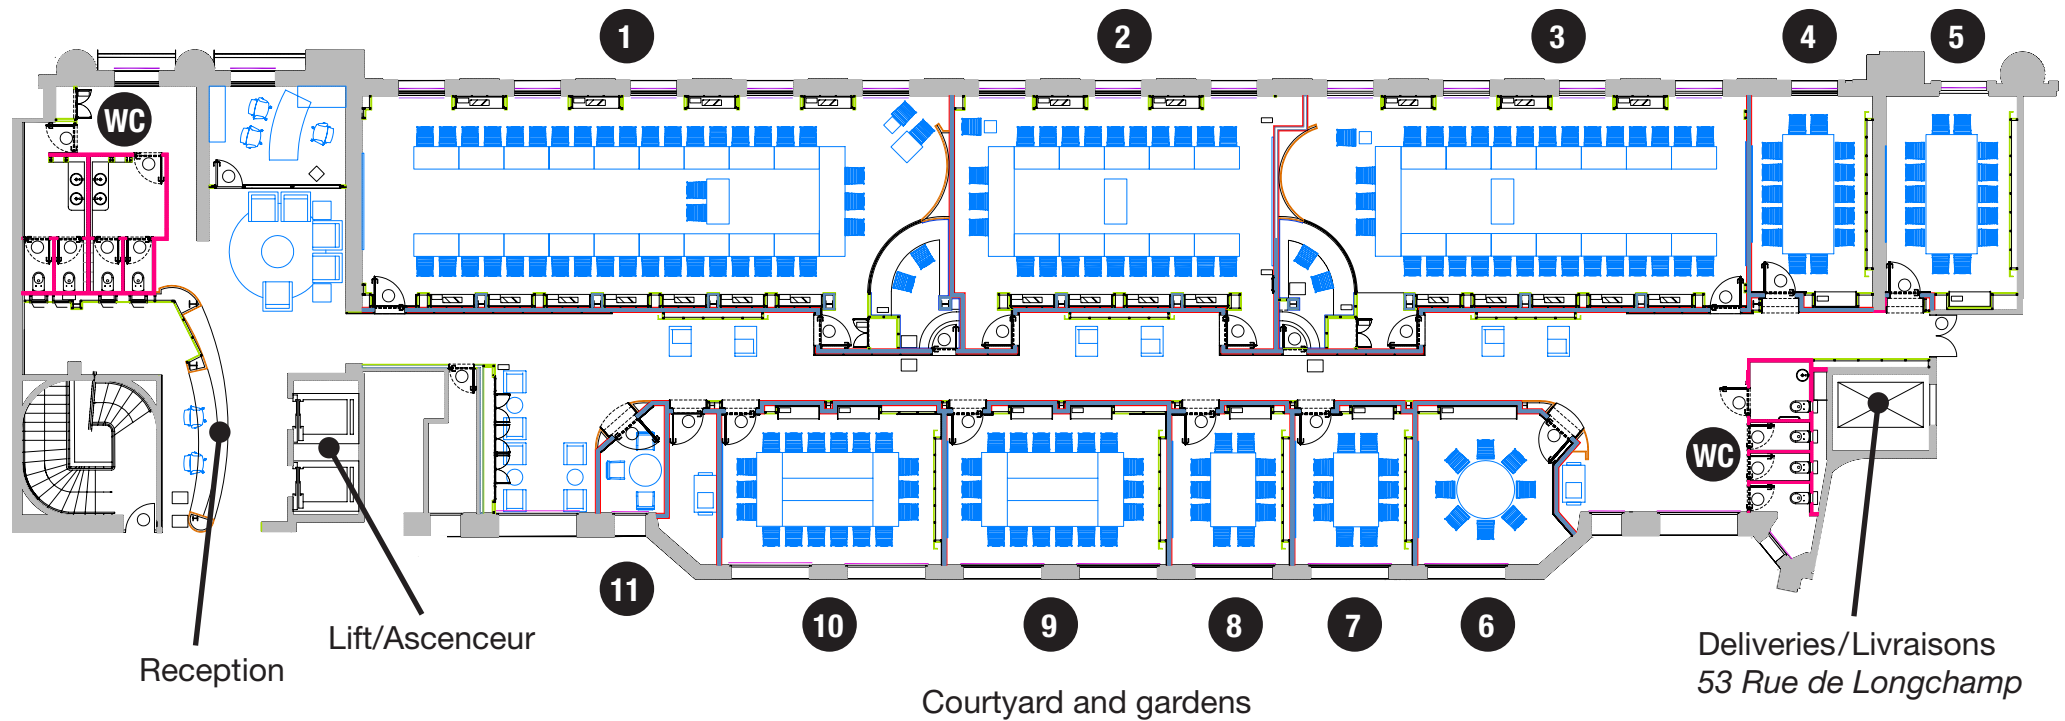 1 2 3 4 5
WC
WC
11 10 9 8 7 6
Lift/Ascenceur
Reception
Deliveries/Livraisons
53 Rue de Longchamp
Courtyard and gardens